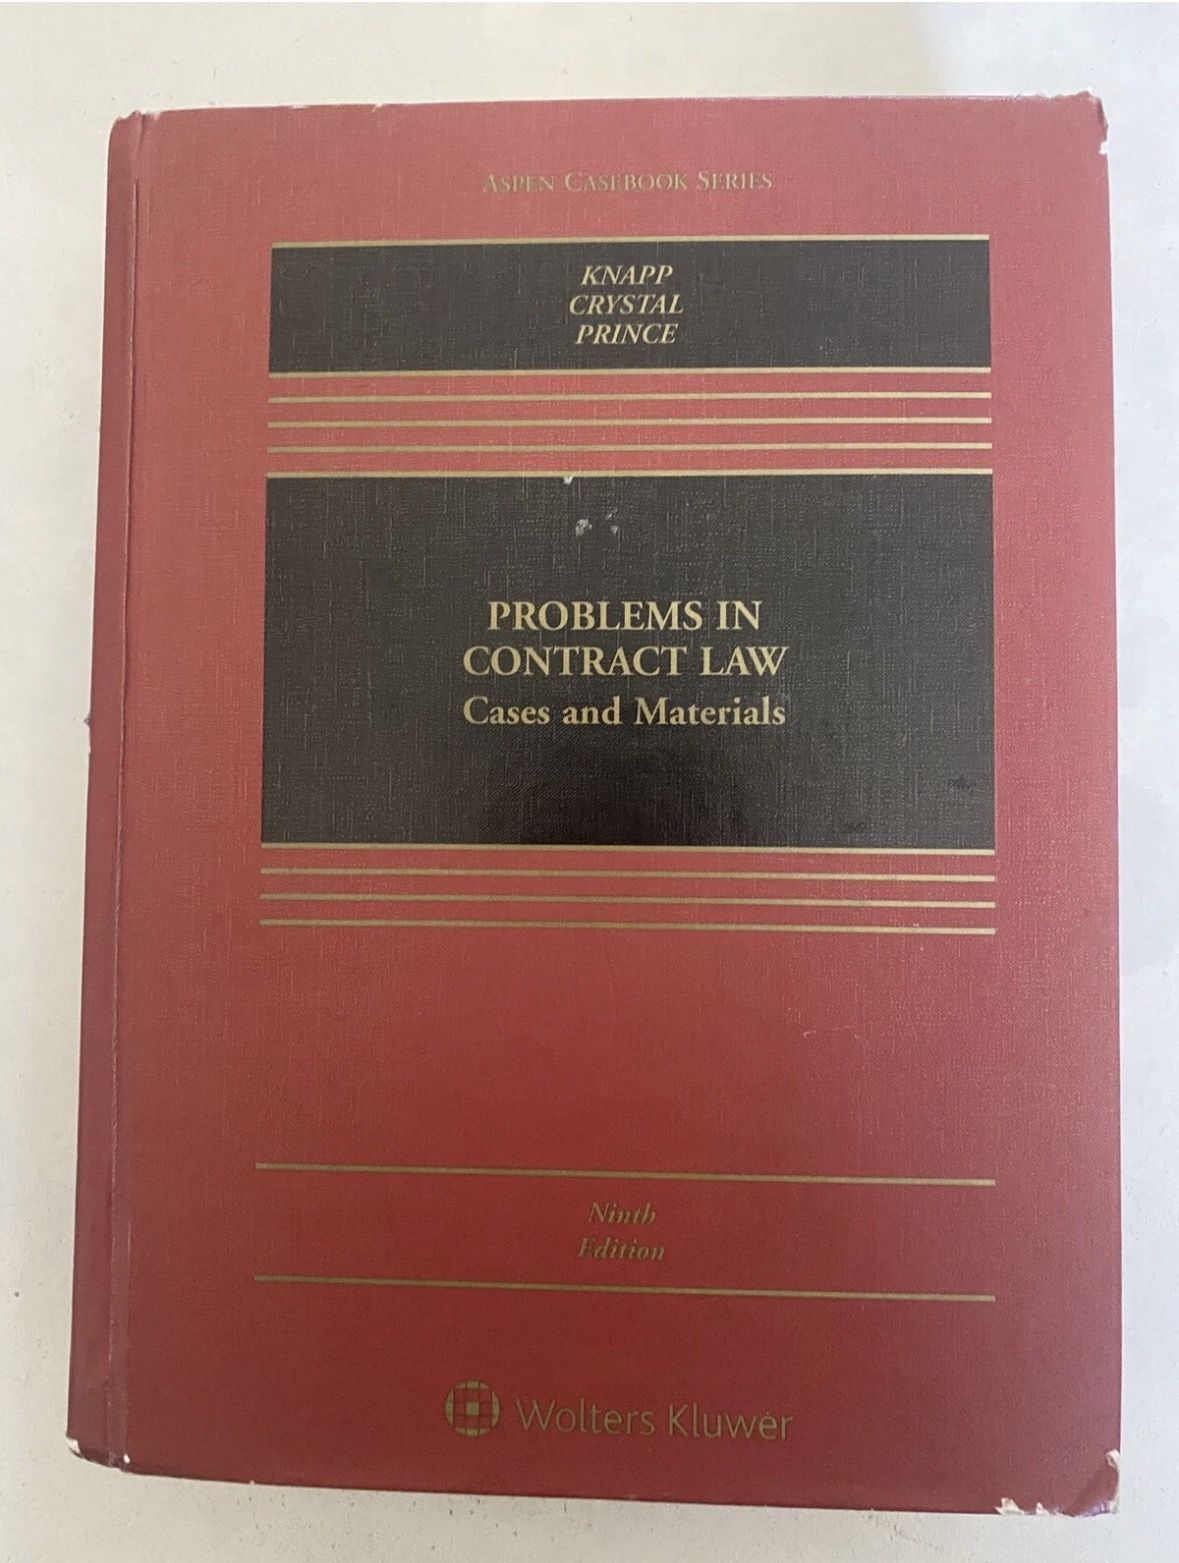 ASPEN CASEBOOK SERIES
KNAPP
CRYSTAL
PRINCE
PROBLEMS IN
CONTRACT LAW
Cases and Materials
Ninth
Edition
Wolters Kluwer